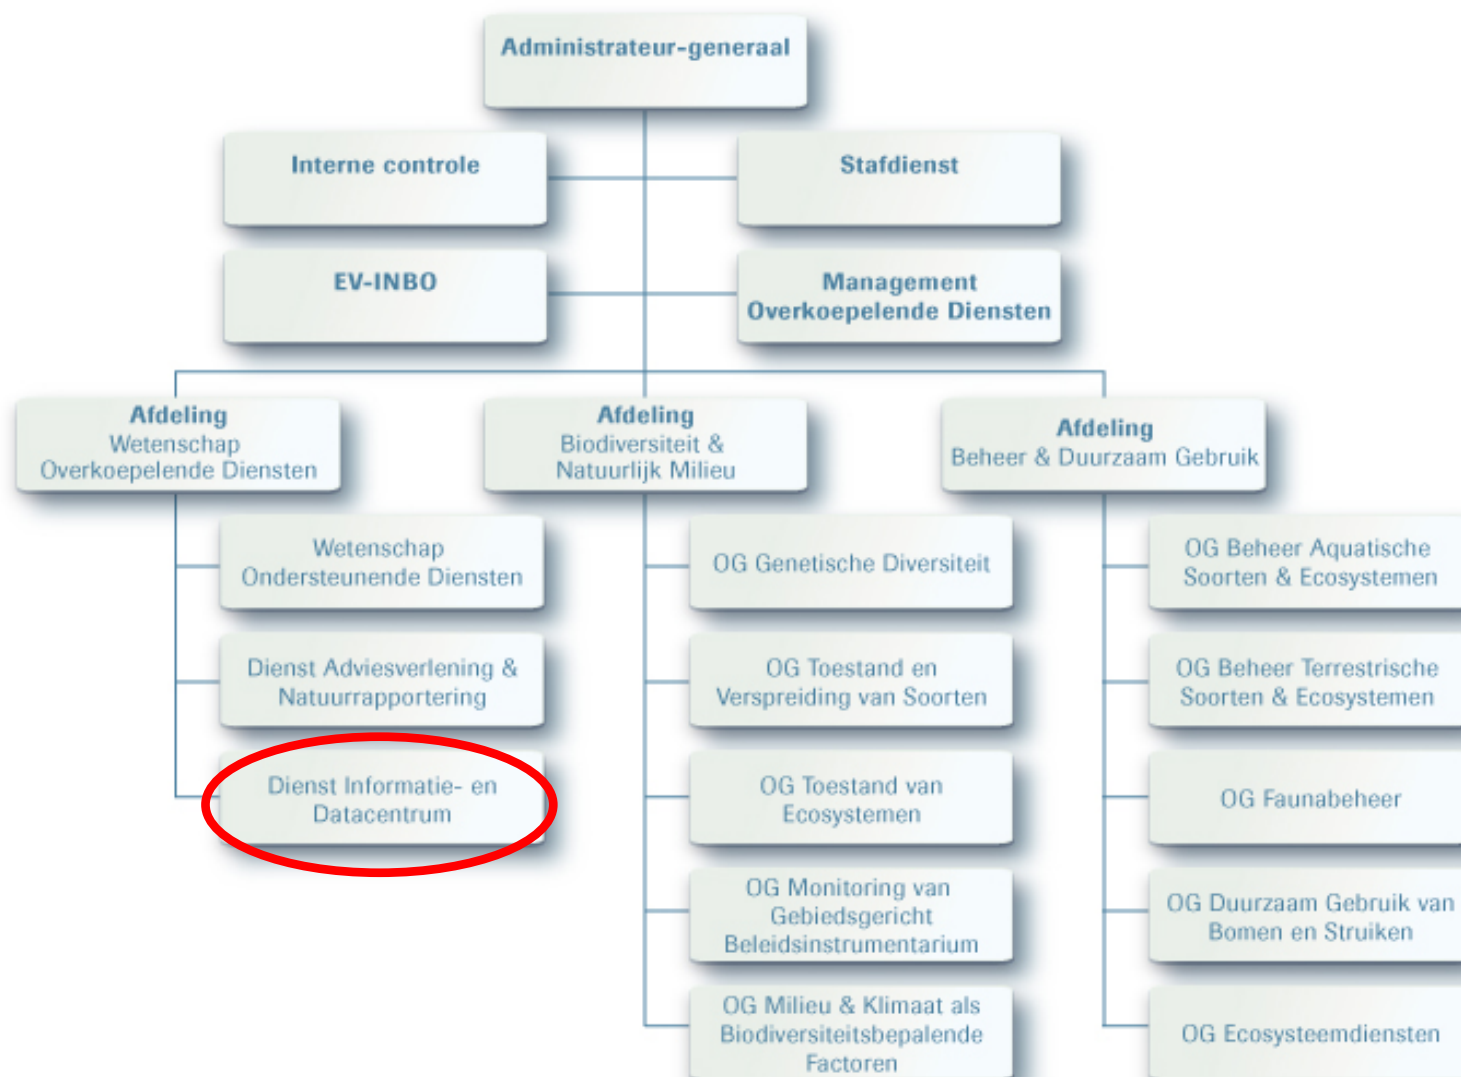 Administrateur-generaal
Interne controle
Stafdienst
EV-INBO
Management
Overkoepelende Diensten
Afdeling
Wetenschap
Overkoepelende Diensten
Afdeling
Biodiversiteit &
Natuurlijk Milieu
Afdeling
Beheer & Duurzaam Gebruik
Wetenschap
Ondersteunende Diensten
Dienst Adviesverlening &
Natuurrapportering
Dienst Informatie- en
Datacentrum
OG Genetische Diversiteit
OG Toestand en
Verspreiding van Soorten
OG Toestand van
Ecosystemen
OG Monitoring van
Gebiedsgericht
Beleidsinstrumentarium
OG Milieu & Klimaat als
Biodiversiteitsbepalende
Factoren
OG Beheer Aquatische
Soorten & Ecosystemen
OG Beheer Terrestrische
Soorten & Ecosystemen
OG Faunabeheer
OG Duurzaam Gebruik van
Bomen en Struiken
OG Ecosysteemdiensten